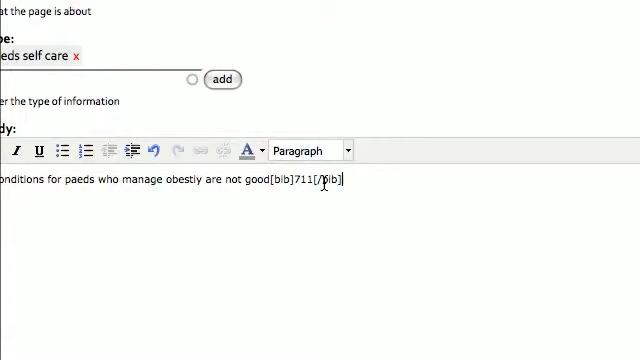 at the page is about
pe:
eds self care x
add
er the type of information
dy:
I U A Paragraph
onditions for paeds who manage obestiy are not good[bib]711[/bib]